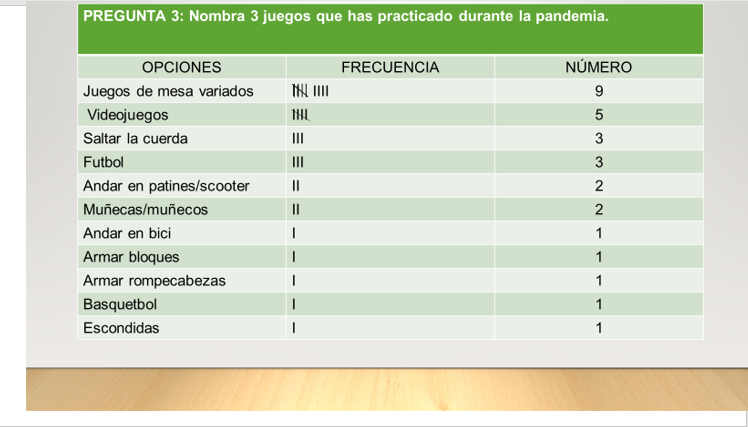 PREGUNTA 3: Nombra 3 juegos que has practicado durante la pandemia.
OPCIONES FRECUENCIA NÚMERO
Juegos de mesa variados IIII IIII 9
Videojuegos IIII 5
Saltar la cuerda III 3
Futbol III 3
Andar en patines/scooter II 2
Muñecas/muñecos II 2
Andar en bici I 1
Armar bloques I 1
Armar rompecabezas I 1
Basquetbol I 1
Escondidas I 1